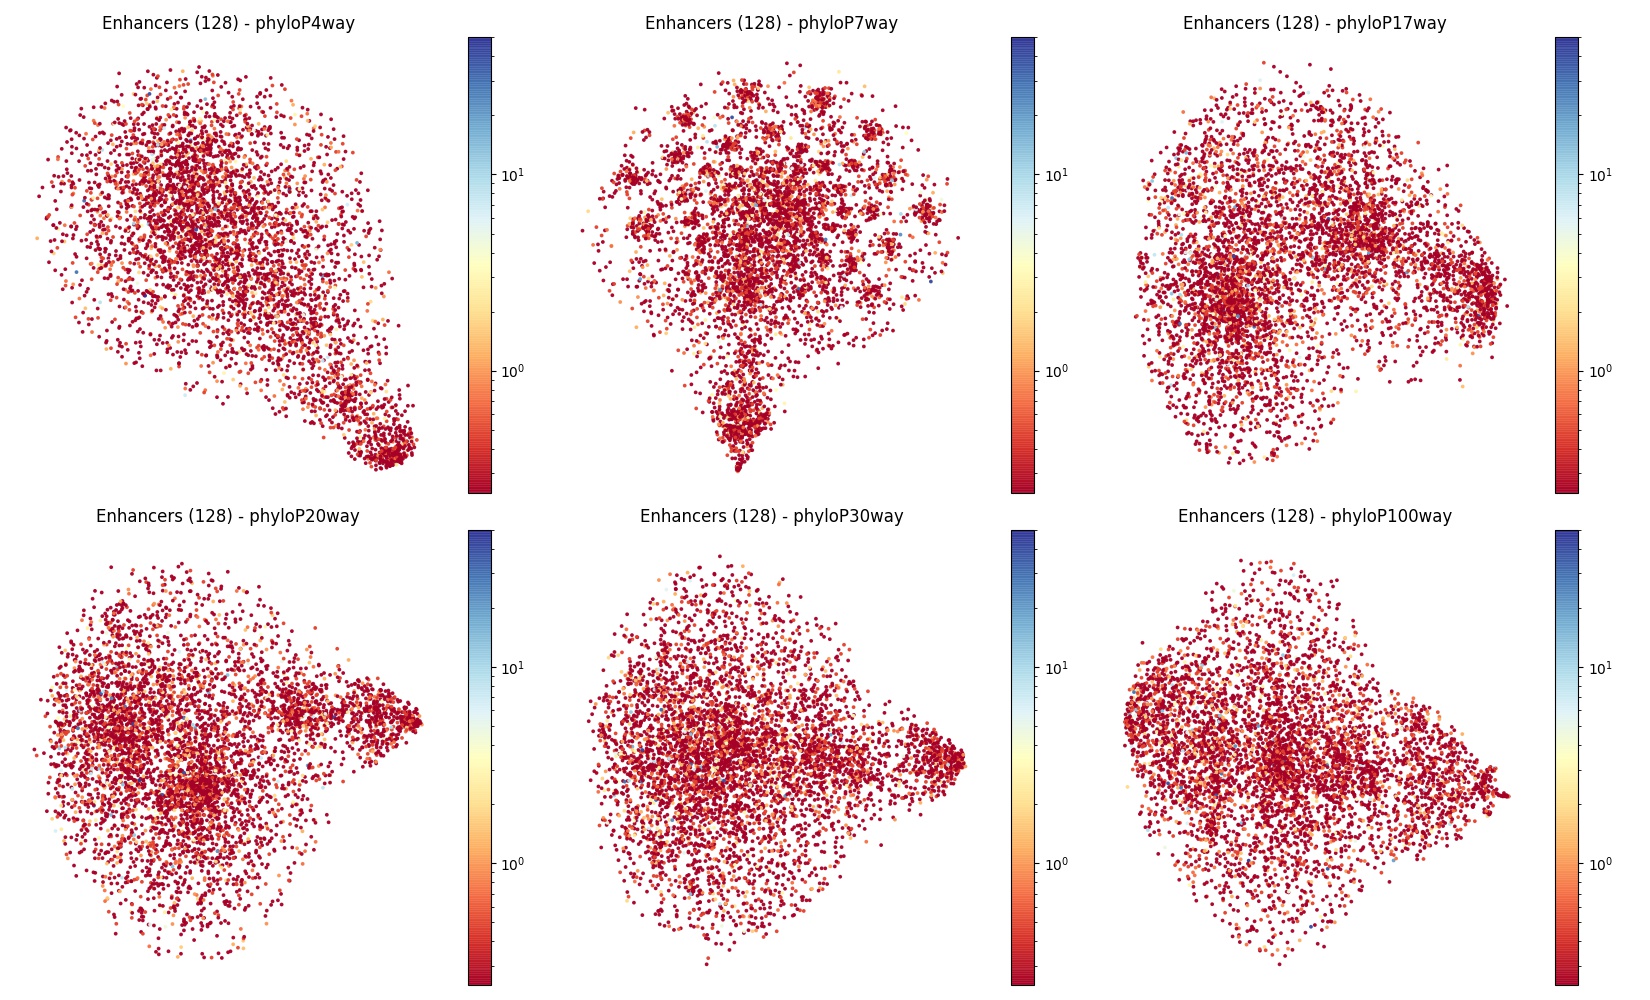 Enhancers (128) - phyloP4way
10¹
10⁰
Enhancers (128) - phyloP7way
10¹
10⁰
Enhancers (128) - phyloP17way
10¹
10⁰
Enhancers (128) - phyloP20way
10¹
10⁰
Enhancers (128) - phyloP30way
10¹
10⁰
Enhancers (128) - phyloP100way
10¹
10⁰